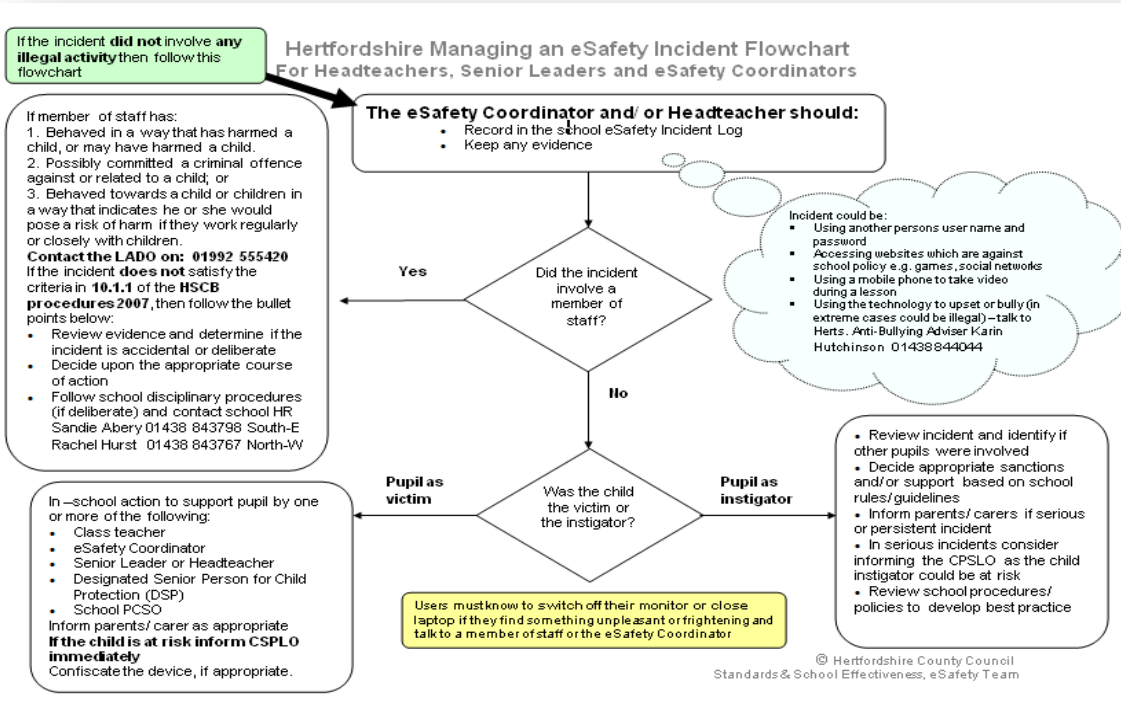 If the incident did not involve any
illegal activity then follow this
flowchart
Hertfordshire Managing an eSafety Incident Flowchart
For Headteachers, Senior Leaders and eSafety Coordinators
The eSafety Coordinator and/ or Headteacher should:
• Record in the school eSafety Incident Log
• Keep any evidence
If member of staff has:
1. Behaved in a way that has harmed a
child, or may have harmed a child.
2. Possibly committed a criminal offence
against or related to a child; or
3. Behaved towards a child or children in
a way that indicates he or she would
pose a risk of harm if they work regularly
or closely with children.
Contact the LADO on: 01992 555420
If the incident does not satisfy the
criteria in 10.1.1 of the HSCB
procedures 2007, then follow the bullet
points below:
• Review evidence and determine if the
incident is accidental or deliberate
• Decide upon the appropriate course
of action
• Follow school disciplinary procedures
(if deliberate) and contact school HR
Sandie Abery 01438 843798 South-E
Rachel Hurst 01438 843767 North-W
Yes
Did the incident
involve a
member of
staff?
Incident could be:
▪ Using another persons user name and
password
▪ Accessing websites which are against
school policy e.g. games, social networks
▪ Using a mobile phone to take video
during a lesson
▪ Using the technology to upset or bully (in
extreme cases could be illegal) – talk to
Herts. Anti-Bullying Adviser Karin
Hutchinson 01438 844044
No
Pupil as
victim
Was the child
the victim or
the instigator?
Pupil as
instigator
In –school action to support pupil by one
or more of the following:
• Class teacher
• eSafety Coordinator
• Senior Leader or Headteacher
• Designated Senior Person for Child
Protection (DSP)
• School PCSO
Inform parents/ carer as appropriate
If the child is at risk inform CSPLO
immediately
Confiscate the device, if appropriate.
• Review incident and identify if
other pupils were involved
• Decide appropriate sanctions
and/or support based on school
rules/guidelines
• Inform parents/ carers if serious
or persistent incident
• In serious incidents consider
informing the CPSLO as the child
instigator could be at risk
• Review school procedures/
policies to develop best practice
Users must know to switch off their monitor or close
laptop if they find something unpleasant or frightening and
talk to a member of staff or the eSafety Coordinator
© Hertfordshire County Council
Standards & School Effectiveness, eSafety Team